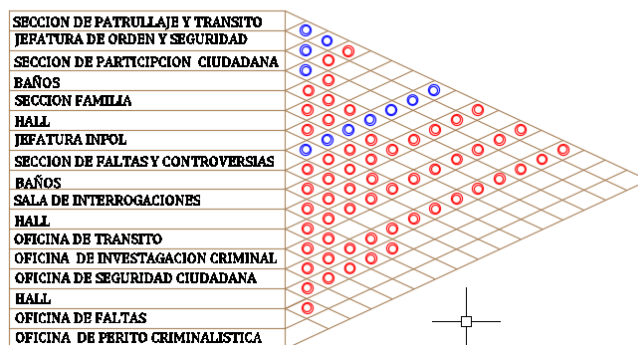 SECCION DE PATRULLAJE Y TRANSITO
JEFATURA DE ORDEN Y SEGURIDAD
SECCION DE PARTICIPCION CIUDADANA
BAÑOS
SECCION FAMILIA
HALL
JEFATURA INPOL
SECCION DE FALTAS Y CONTROVERSIAS
BAÑOS
SALA DE INTERROGACIONES
HALL
OFICINA DE TRANSITO
OFICINA DE INVESTAGACION CRIMINAL
OFICINA DE SEGURIDAD CIUDADANA
HALL
OFICINA DE FALTAS
OFICINA DE PERITO CRIMINALISTICA